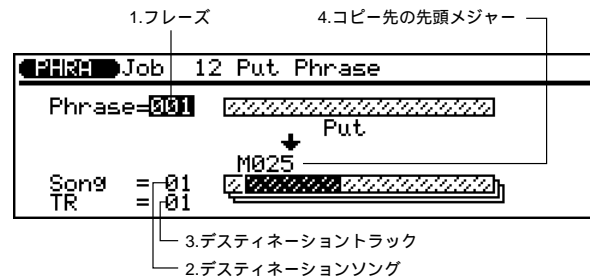 1.フレーズ
4.コピー先の先頭メジャー
PHRA Job 12 Put Phrase
Phrase=001
Put
M025
Song =01
TR =01
3.デスティネーショントラック
2.デスティネーションソング